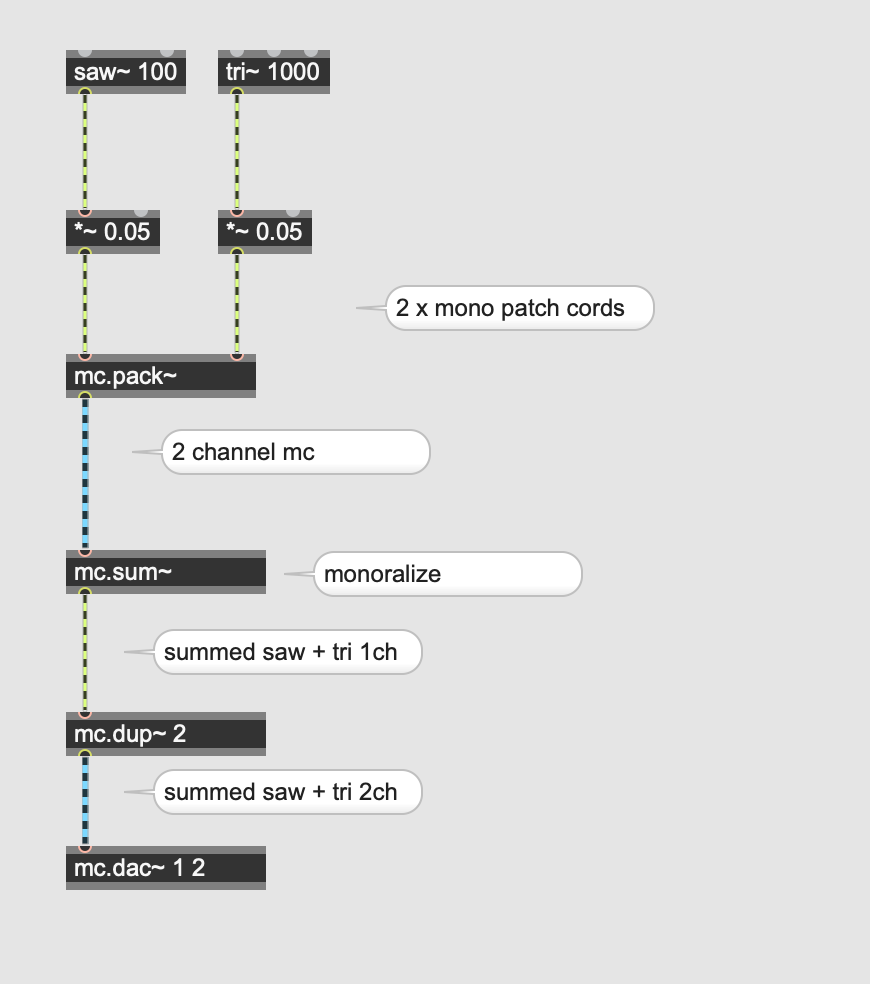 saw~ 100
tri~ 1000
*~ 0.05
*~ 0.05
2 x mono patch cords
mc.pack~
2 channel mc
mc.sum~
monoralize
summed saw + tri 1ch
mc.dup~ 2
summed saw + tri 2ch
mc.dac~ 1 2